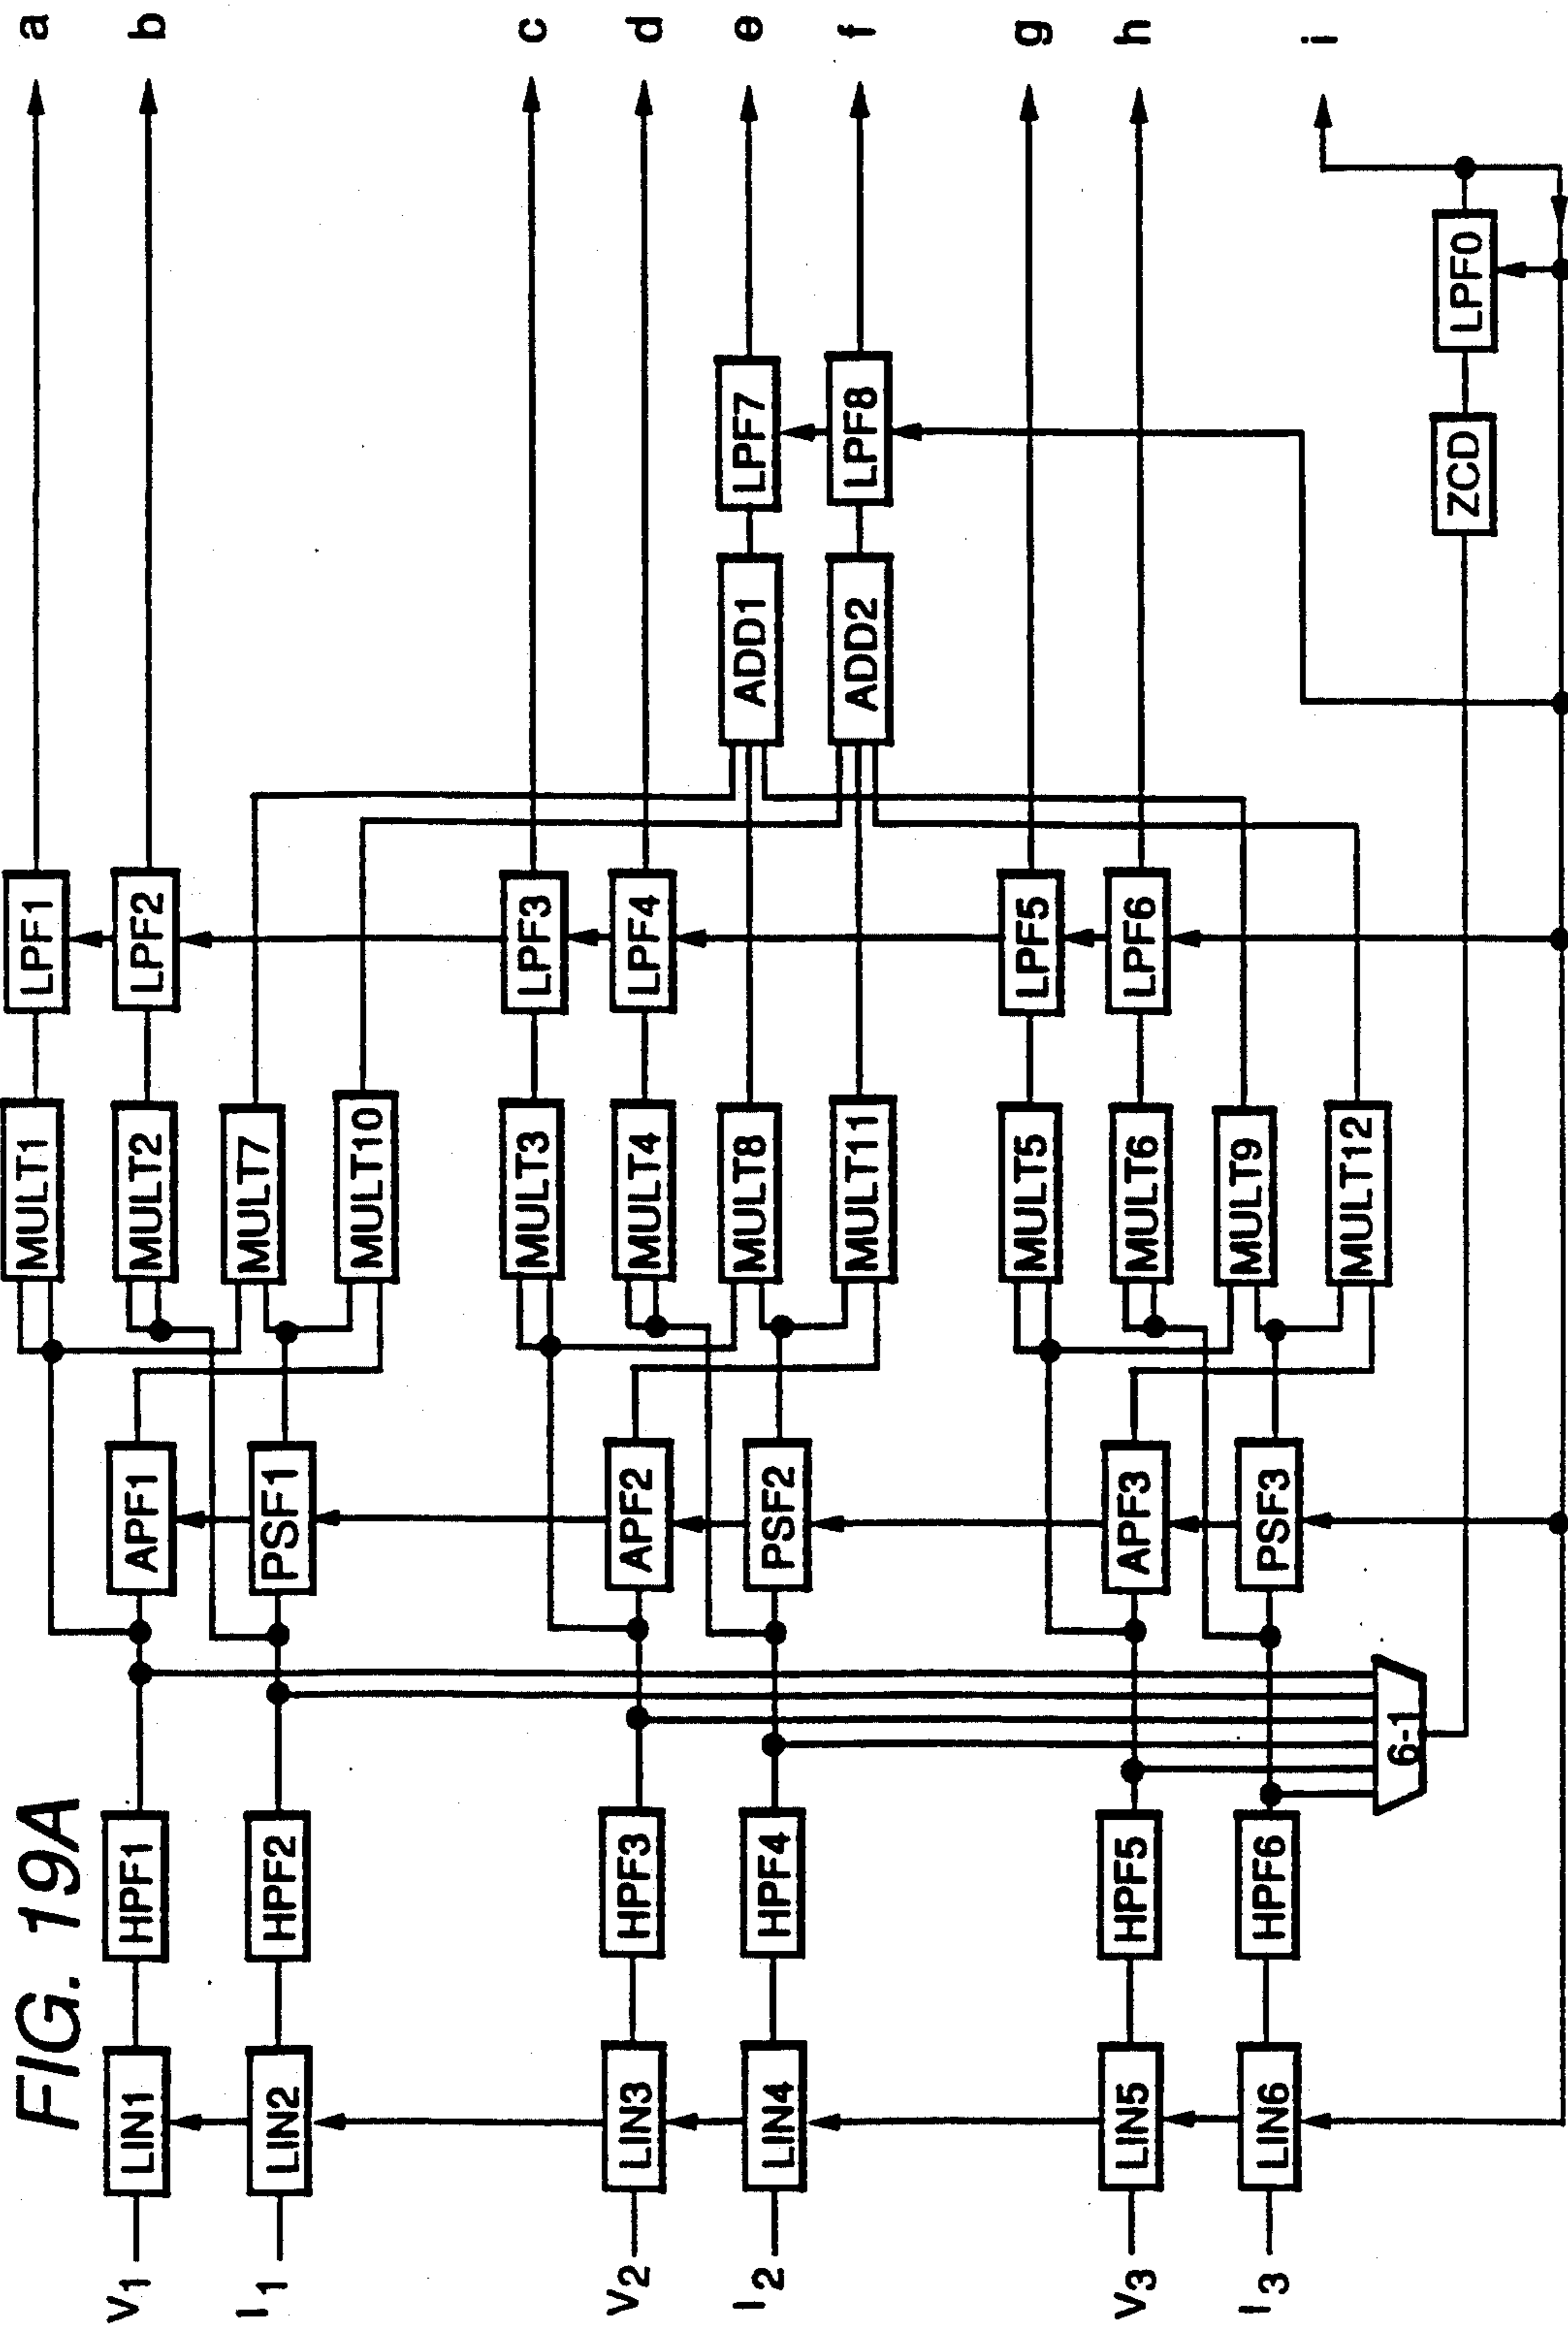 FIG. 19A
V1
LIN1
HPF1
APF1
MULT1
LPF1
a
I1
LIN2
HPF2
PSF1
MULT2
LPF2
b
MULT7
MULT10
V2
LIN3
HPF3
APF2
MULT3
LPF3
c
I2
LIN4
HPF4
PSF2
MULT4
LPF4
d
MULT8
ADD1
LPF7
e
MULT11
ADD2
LPF8
f
V3
LIN5
HPF5
APF3
MULT5
LPF5
g
I3
LIN6
HPF6
PSF3
MULT6
LPF6
h
MULT9
MULT12
6-1
ZCD
LPF0
i